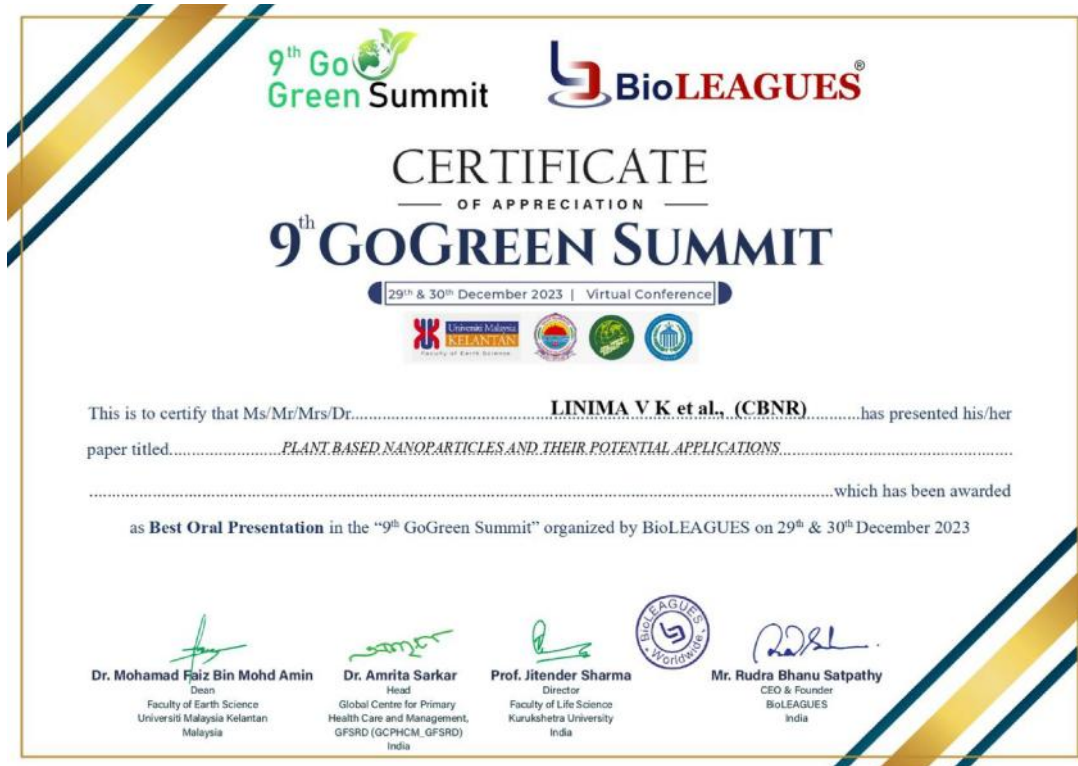 9th Go
Green Summit
BioLEAGUES®
CERTIFICATE
OF APPRECIATION
9th GOGREEN SUMMIT
29th & 30th December 2023 | Virtual Conference
Universiti Malaysia
KELANTAN
Faculty of Earth Science
This is to certify that Ms/Mr/Mrs/Dr. LINIMA V K et al., (CBNR) has presented his/her
paper titled PLANT BASED NANOPARTICLES AND THEIR POTENTIAL APPLICATIONS
which has been awarded
as Best Oral Presentation in the “9th GoGreen Summit” organized by BioLEAGUES on 29th & 30th December 2023
BioLEAGUES Worldwide
Dr. Mohamad Faiz Bin Mohd Amin
Dean
Faculty of Earth Science
Universiti Malaysia Kelantan
Malaysia
Dr. Amrita Sarkar
Head
Global Centre for Primary
Health Care and Management,
GFSRD (GCPHCM_GFSRD)
India
Prof. Jitender Sharma
Director
Faculty of Life Science
Kurukshetra University
India
Mr. Rudra Bhanu Satpathy
CEO & Founder
BioLEAGUES
India